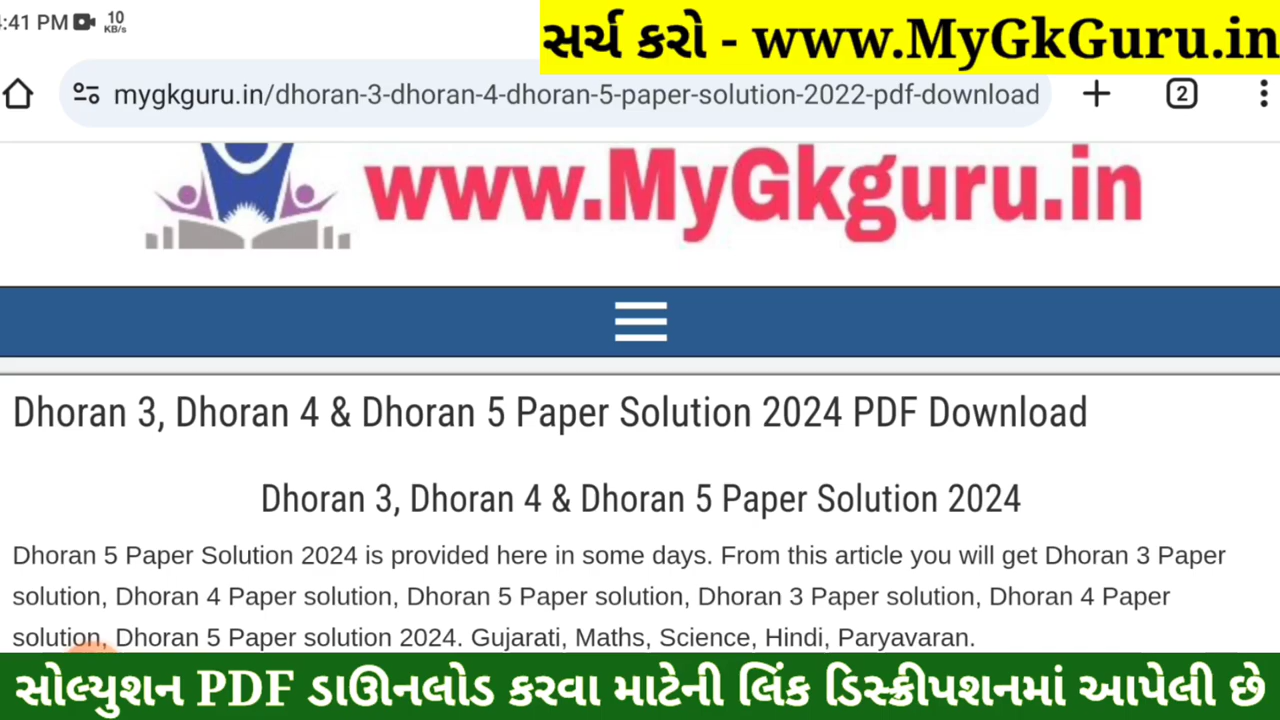 :41 PM 10 KB/s
સર્ચ કરો - www.MyGkGuru.in
mygkguru.in/dhoran-3-dhoran-4-dhoran-5-paper-solution-2022-pdf-download
2
www.MyGkguru.in
Dhoran 3, Dhoran 4 & Dhoran 5 Paper Solution 2024 PDF Download
Dhoran 3, Dhoran 4 & Dhoran 5 Paper Solution 2024
Dhoran 5 Paper Solution 2024 is provided here in some days. From this article you will get Dhoran 3 Paper
solution, Dhoran 4 Paper solution, Dhoran 5 Paper solution, Dhoran 3 Paper solution, Dhoran 4 Paper
solution, Dhoran 5 Paper solution 2024. Gujarati, Maths, Science, Hindi, Paryavaran.
સોલ્યુશન PDF ડાઊનલોડ કરવા માટેની લિંક ડિસ્ક્રીપશનમાં આપેલી છે